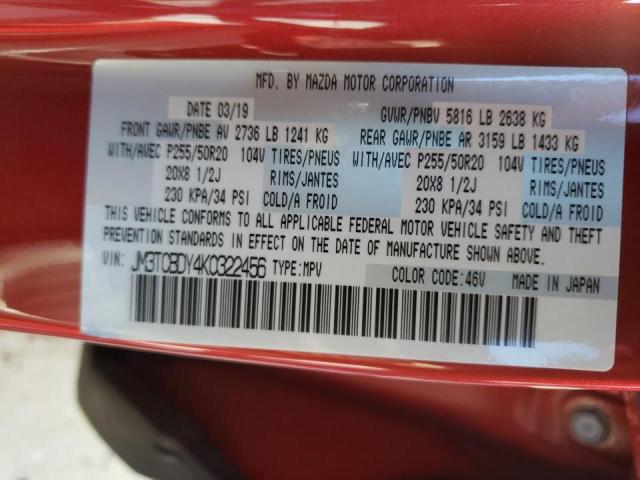 MFD. BY MAZDA MOTOR CORPORATION
DATE 03/19 GVWR/PNBV 5816 LB 2638 KG
FRONT GAWR/PNBE AV 2736 LB 1241 KG REAR GAWR/PNBE AR 3159 LB 1433 KG
WITH/AVEC P255/50R20 104V TIRES/PNEUS WITH/AVEC P255/50R20 104V TIRES/PNEUS
20X8 1/2J RIMS/JANTES 20X8 1/2J RIMS/JANTES
230 KPA/34 PSI COLD/A FROID 230 KPA/34 PSI COLD/A FROID
THIS VEHICLE CONFORMS TO ALL APPLICABLE FEDERAL MOTOR VEHICLE SAFETY AND THEFT
PREVENTION STANDARDS IN EFFECT ON THE DATE OF MANUFACTURE SHOWN ABOVE.
VIN: JM3TCBDY4K0322456 TYPE:MPV COLOR CODE:46V MADE IN JAPAN